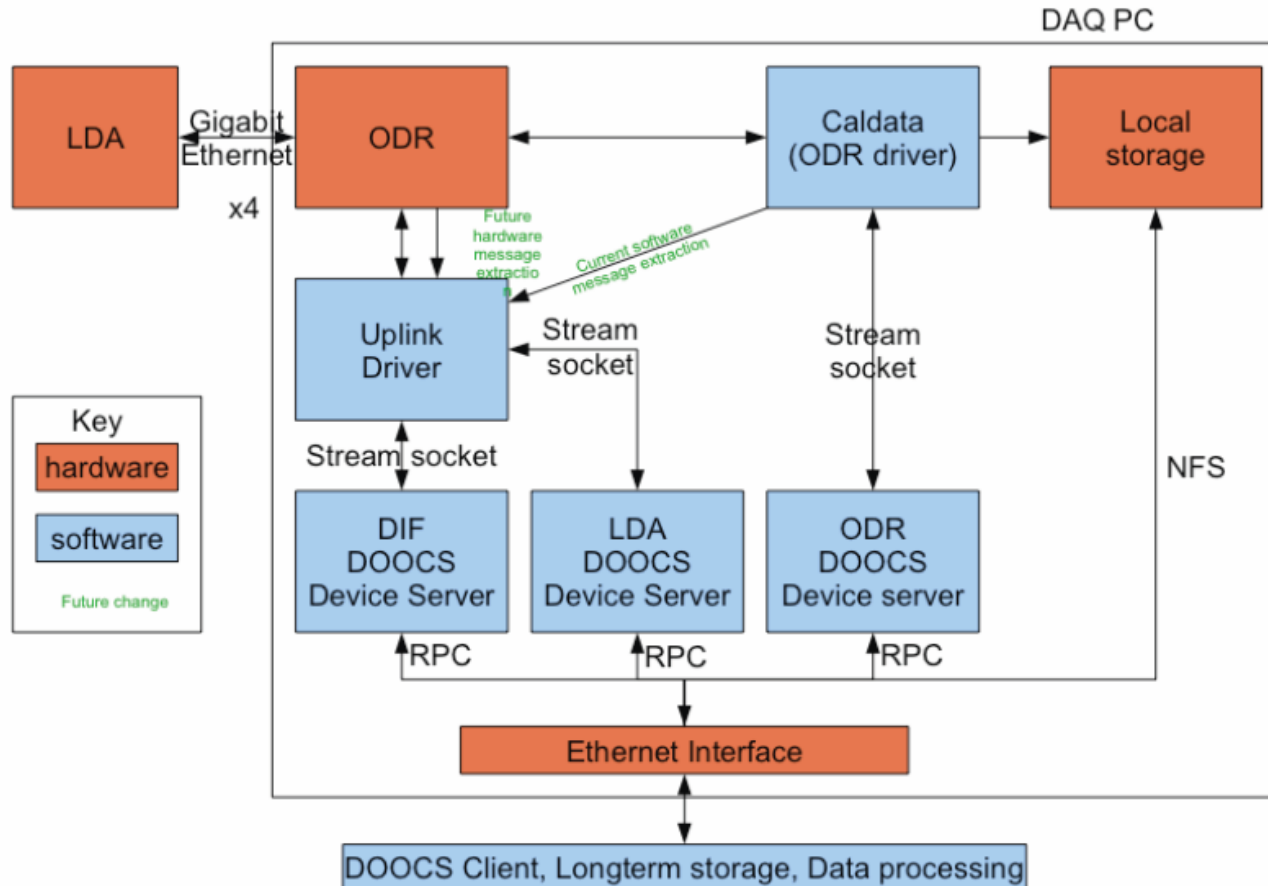 DAQ PC
LDA
Gigabit
Ethernet
x4
ODR
Caldata
(ODR driver)
Local
storage
Future
hardware
message
extractio
n
Current software
message extraction
Uplink
Driver
Stream
socket
Stream
socket
Key
hardware
software
Future change
Stream socket
NFS
DIF
DOOCS
Device Server
LDA
DOOCS
Device Server
ODR
DOOCS
Device server
RPC
RPC
RPC
Ethernet Interface
DOOCS Client, Longterm storage, Data processing